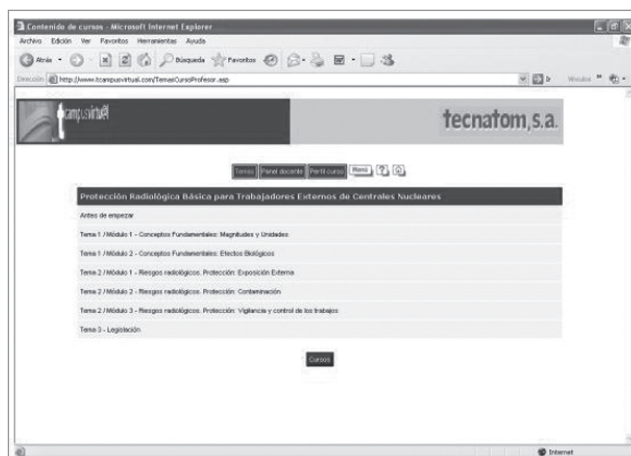 Contenido de cursos - Microsoft Internet Explorer
Archivo Edición Ver Favoritos Herramientas Ayuda
Atrás Búsqueda Favoritos
Dirección http://www.tcampusvirtual.com/TemasCursoProfesor.asp Ir Vínculos »
tcampusvirtu@l tecnatom, s.a.
Temas Panel docente Perfil curso Menú ?
Protección Radiológica Básica para Trabajadores Externos de Centrales Nucleares
Antes de empezar
Tema 1 / Módulo 1 - Conceptos Fundamentales: Magnitudes y Unidades
Tema 1 / Módulo 2 - Conceptos Fundamentales: Efectos Biológicos
Tema 2 / Módulo 1 - Riesgos radiológicos. Protección: Exposición Externa
Tema 2 / Módulo 2 - Riesgos radiológicos. Protección: Contaminación
Tema 2 / Módulo 3 - Riesgos radiológicos. Protección: Vigilancia y control de los trabajos
Tema 3 - Legislación
Cursos
Internet